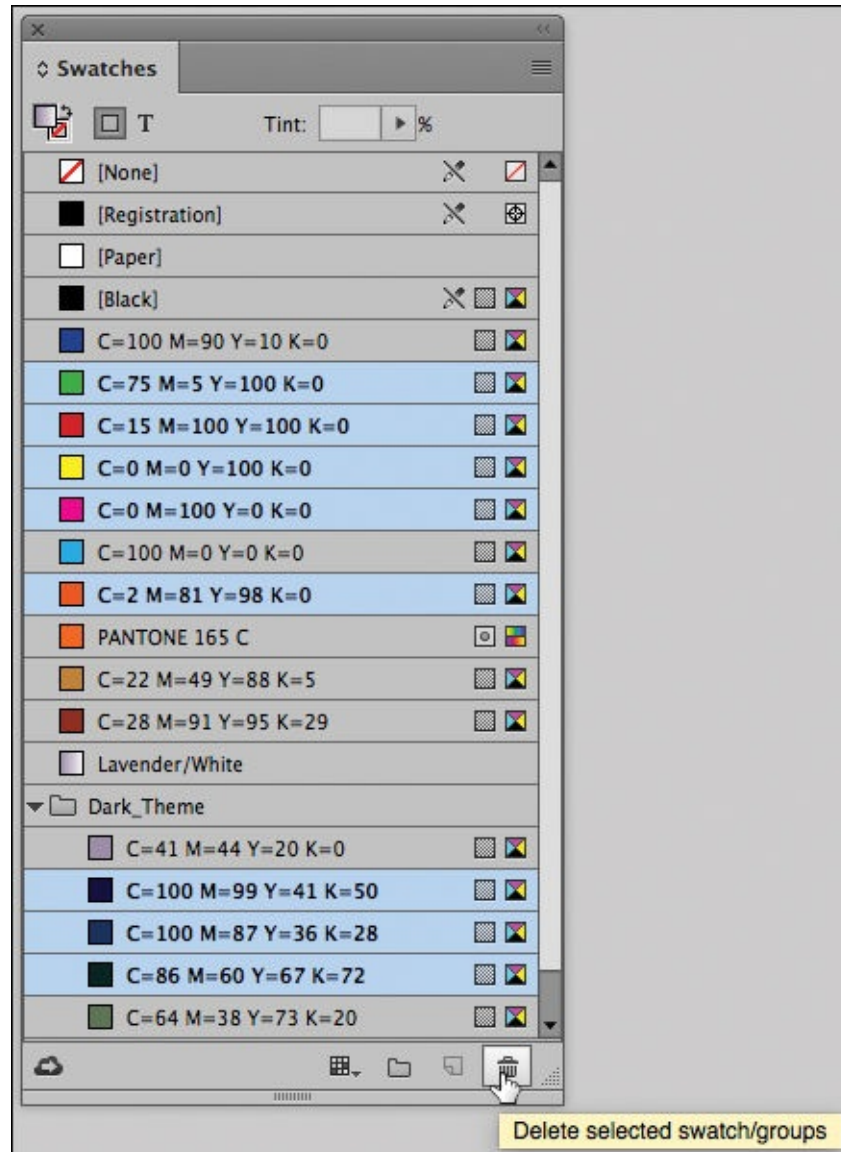 Swatches
T Tint: %
[None]
[Registration]
[Paper]
[Black]
C=100 M=90 Y=10 K=0
C=75 M=5 Y=100 K=0
C=15 M=100 Y=100 K=0
C=0 M=0 Y=100 K=0
C=0 M=100 Y=0 K=0
C=100 M=0 Y=0 K=0
C=2 M=81 Y=98 K=0
PANTONE 165 C
C=22 M=49 Y=88 K=5
C=28 M=91 Y=95 K=29
Lavender/White
Dark_Theme
C=41 M=44 Y=20 K=0
C=100 M=99 Y=41 K=50
C=100 M=87 Y=36 K=28
C=86 M=60 Y=67 K=72
C=64 M=38 Y=73 K=20
Delete selected swatch/groups